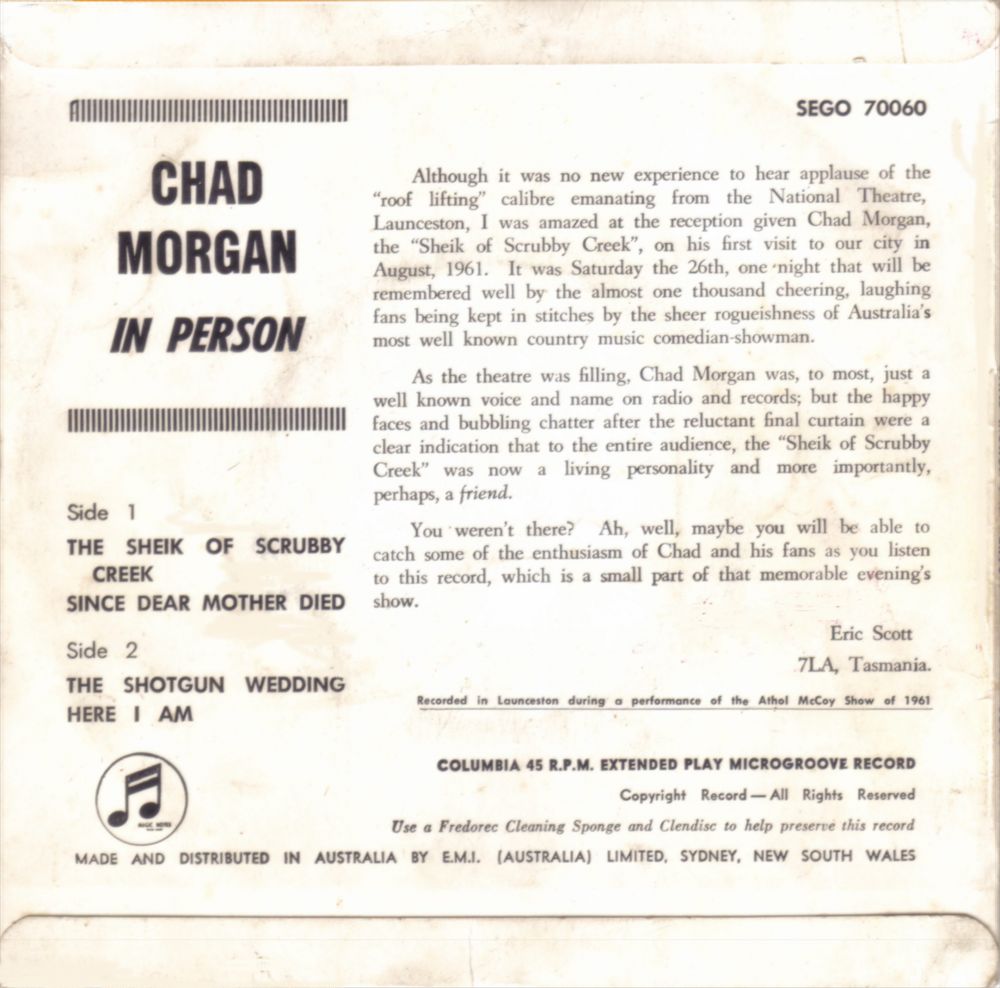 SEGO 70060
CHAD
MORGAN
IN PERSON
Side 1
THE SHEIK OF SCRUBBY
CREEK
SINCE DEAR MOTHER DIED
Side 2
THE SHOTGUN WEDDING
HERE I AM
Although it was no new experience to hear applause of the
"roof lifting" calibre emanating from the National Theatre,
Launceston, I was amazed at the reception given Chad Morgan,
the "Sheik of Scrubby Creek", on his first visit to our city in
August, 1961. It was Saturday the 26th, one night that will be
remembered well by the almost one thousand cheering, laughing
fans being kept in stitches by the sheer rogueishness of Australia's
most well known country music comedian-showman.
As the theatre was filling, Chad Morgan was, to most, just a
well known voice and name on radio and records; but the happy
faces and bubbling chatter after the reluctant final curtain were a
clear indication that to the entire audience, the "Sheik of Scrubby
Creek" was now a living personality and more importantly,
perhaps, a friend.
You weren't there? Ah, well, maybe you will be able to
catch some of the enthusiasm of Chad and his fans as you listen
to this record, which is a small part of that memorable evening's
show.
Eric Scott
7LA, Tasmania.
Recorded in Launceston during a performance of the Athol McCoy Show of 1961
COLUMBIA 45 R.P.M. EXTENDED PLAY MICROGROOVE RECORD
Copyright Record — All Rights Reserved
Use a Fredorec Cleaning Sponge and Clendisc to help preserve this record
MADE AND DISTRIBUTED IN AUSTRALIA BY E.M.I. (AUSTRALIA) LIMITED, SYDNEY, NEW SOUTH WALES